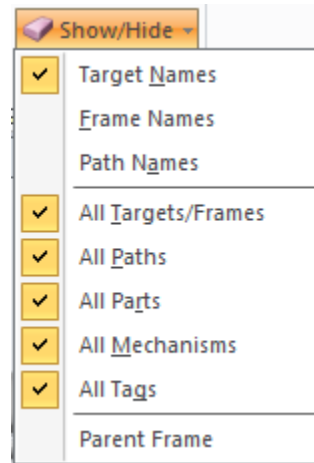 Show/Hide
Target Names
Frame Names
Path Names
All Targets/Frames
All Paths
All Parts
All Mechanisms
All Tags
Parent Frame